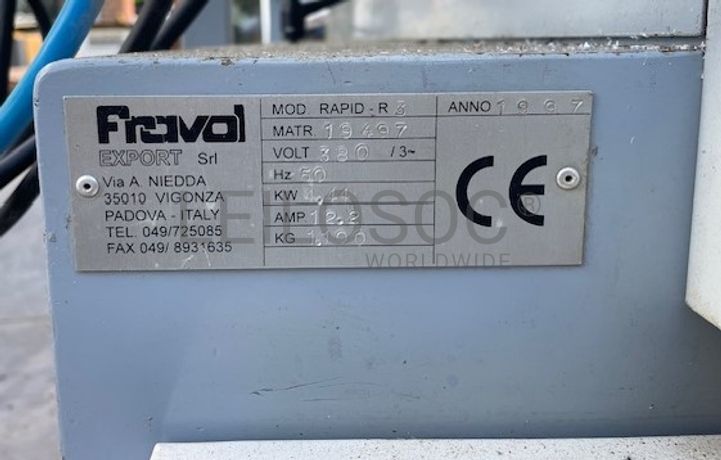 Fravol
EXPORT Srl
Via A. NIEDDA
35010 VIGONZA
PADOVA - ITALY
TEL. 049/725085
FAX 049/ 8931635
MOD. RAPID - R 3
MATR. 19497
VOLT 380 / 3~
Hz 50
KW
AMP 12,2
KG
ANNO 1997
CE
WORLDWIDE